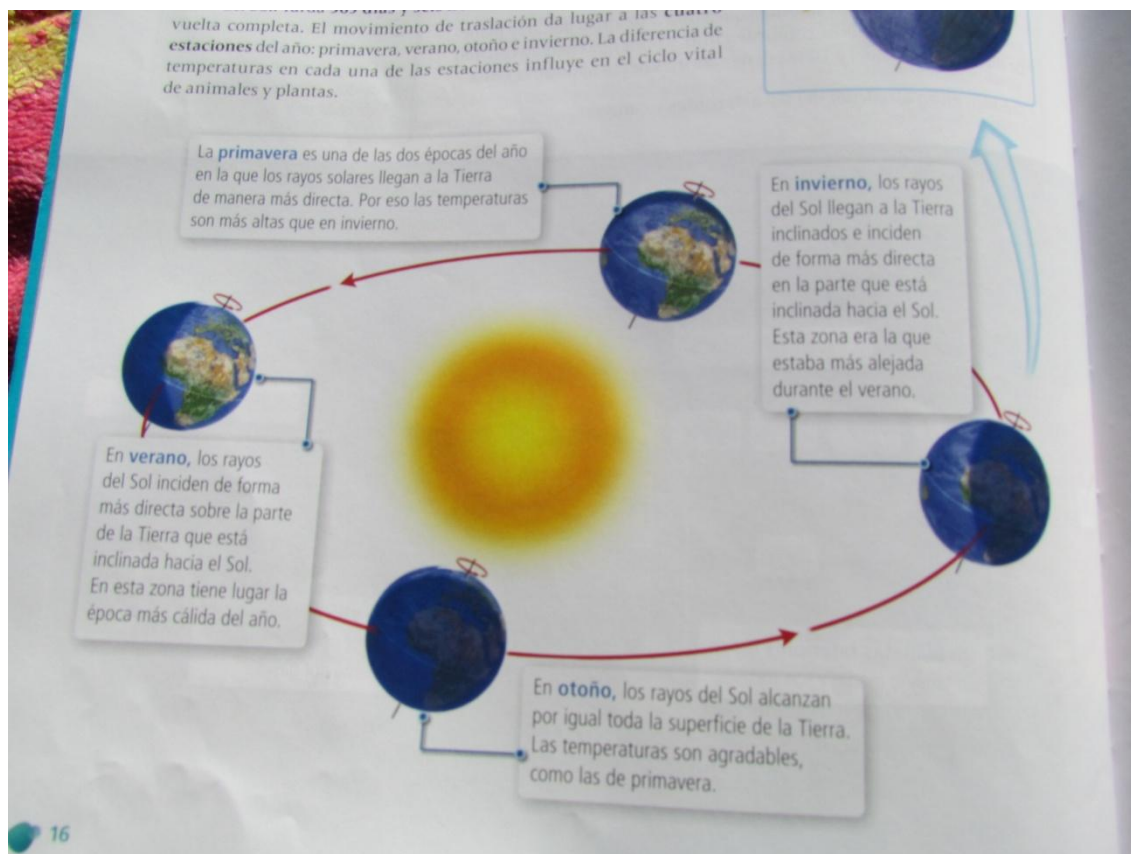 vuelta completa. El movimiento de traslación da lugar a las cuatro
estaciones del año: primavera, verano, otoño e invierno. La diferencia de
temperaturas en cada una de las estaciones influye en el ciclo vital
de animales y plantas.
La primavera es una de las dos épocas del año
en la que los rayos solares llegan a la Tierra
de manera más directa. Por eso las temperaturas
son más altas que en invierno.
En invierno, los rayos
del Sol llegan a la Tierra
inclinados e inciden
de forma más directa
en la parte que está
inclinada hacia el Sol.
Esta zona era la que
estaba más alejada
durante el verano.
En verano, los rayos
del Sol inciden de forma
más directa sobre la parte
de la Tierra que está
inclinada hacia el Sol.
En esta zona tiene lugar la
época más cálida del año.
En otoño, los rayos del Sol alcanzan
por igual toda la superficie de la Tierra.
Las temperaturas son agradables,
como las de primavera.
16